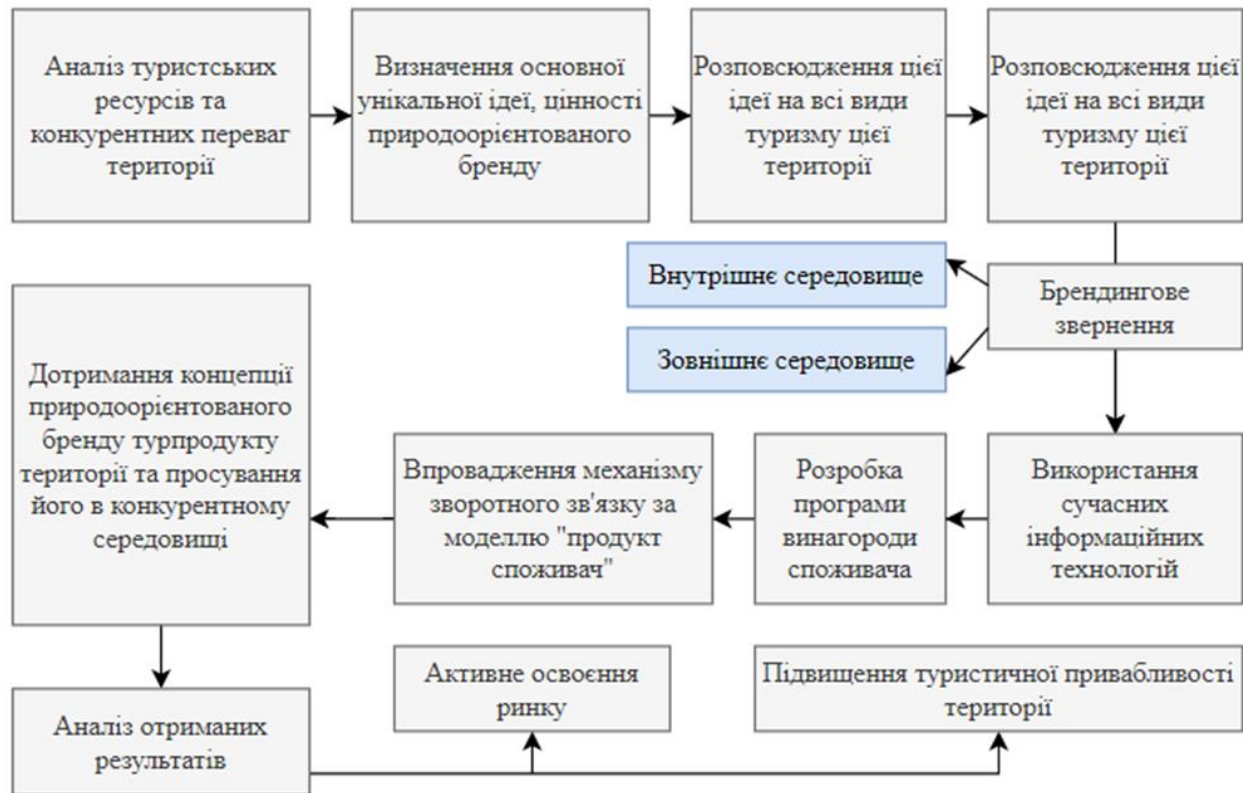 Аналіз туристських
ресурсів та
конкурентних переваг
території
Визначення основної
унікальної ідеї, цінності
природоорієнтованого
бренду
Розповсюдження цієї
ідеї на всі види
туризму цієї
території
Розповсюдження цієї
ідеї на всі види
туризму цієї
території
Внутрішнє середовище
Зовнішнє середовище
Брендингове
звернення
Використання
сучасних
інформаційних
технологій
Розробка
програми
винагороди
споживача
Впровадження механізму
зворотного зв'язку за
моделлю "продукт
споживач"
Дотримання концепції
природоорієнтованого
бренду турпродукту
території та просування
його в конкурентному
середовищі
Аналіз отриманих
результатів
Активне освоєння
ринку
Підвищення туристичної привабливості
території